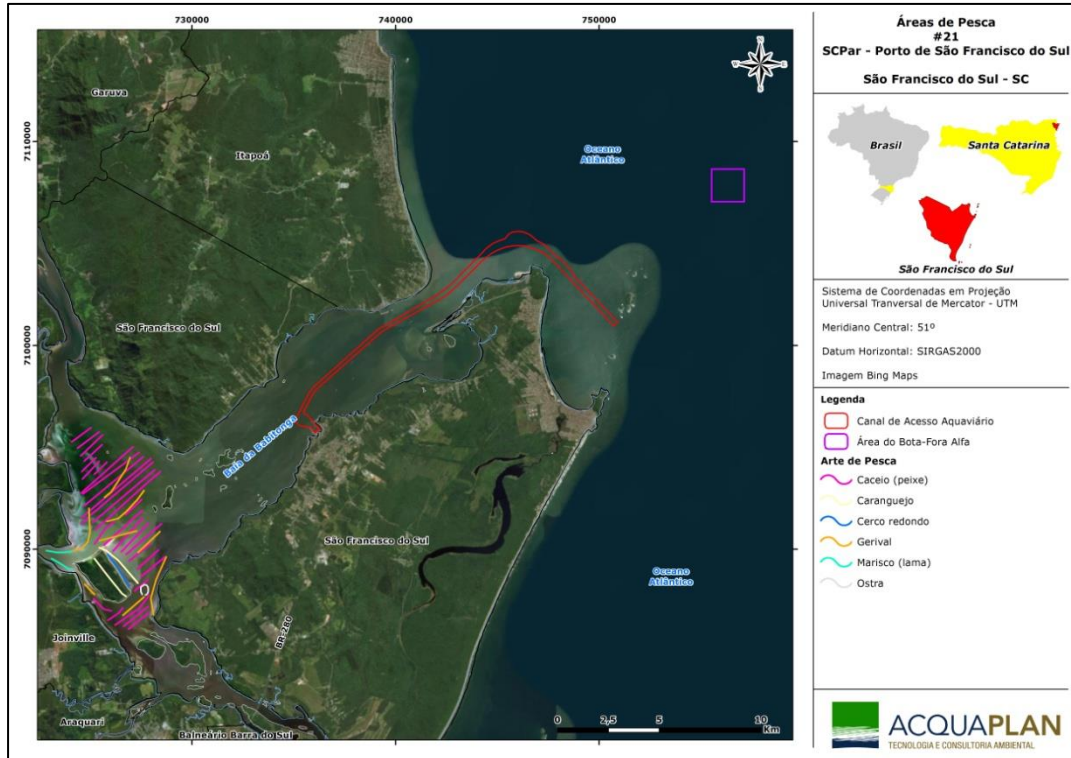 730000
740000
750000
7110000
7100000
7090000
Garuva
Itapoá
Oceano
Atlântico
São Francisco do Sul
Baía da Babitonga
São Francisco do Sul
Oceano
Atlântico
BR-280
Joinville
Araquari
Balneário Barra do Sul
0 2,5 5 10
Km
N
Áreas de Pesca
#21
SCPar - Porto de São Francisco do Sul
São Francisco do Sul - SC
Brasil
Santa Catarina
São Francisco do Sul
Sistema de Coordenadas em Projeção
Universal Tranversal de Mercator - UTM
Meridiano Central: 51º
Datum Horizontal: SIRGAS2000
Imagem Bing Maps
Legenda
Canal de Acesso Aquaviário
Área do Bota-Fora Alfa
Arte de Pesca
Caceio (peixe)
Caranguejo
Cerco redondo
Gerival
Marisco (lama)
Ostra
ACQUAPLAN
TECNOLOGIA E CONSULTORIA AMBIENTAL